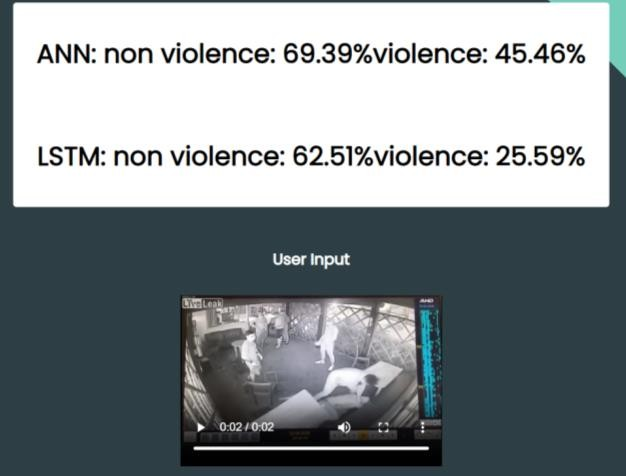 ANN: non violence: 69.39%violence: 45.46%
LSTM: non violence: 62.51%violence: 25.59%
User Input
LiveLeak
AHD
0:02 / 0:02